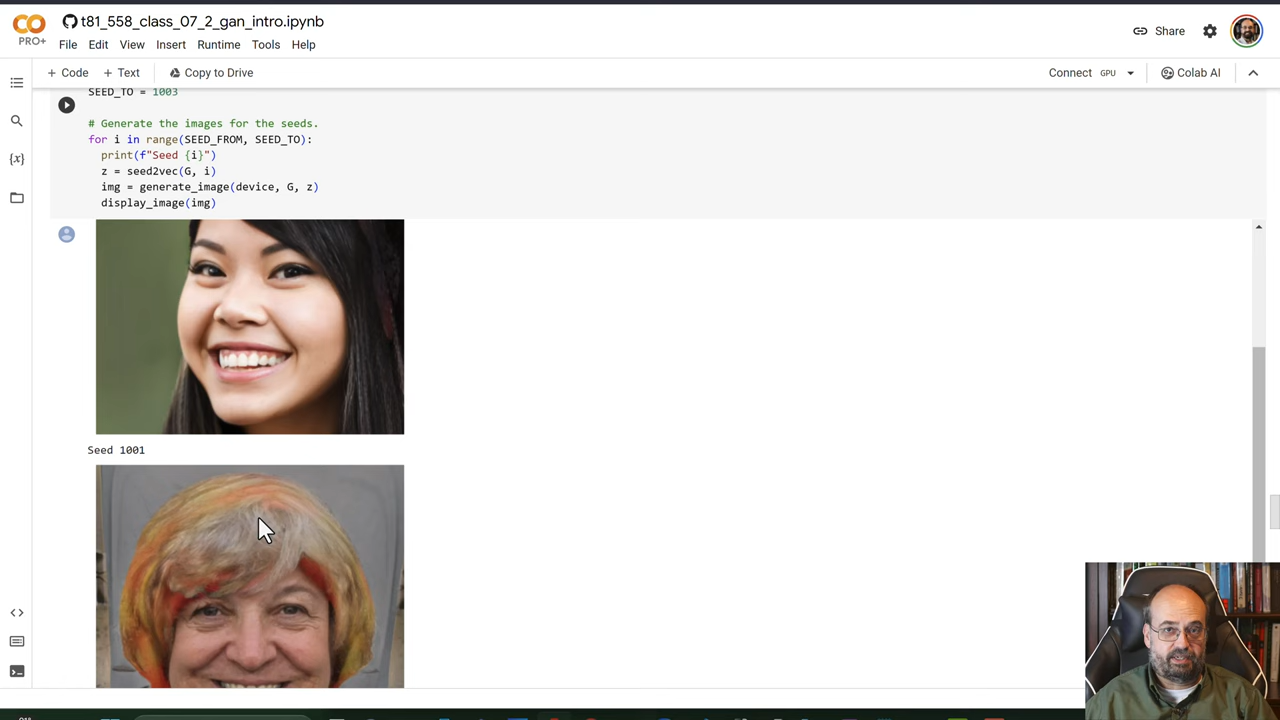 t81_558_class_07_2_gan_intro.ipynb
PRO+
File Edit View Insert Runtime Tools Help
Share
+ Code + Text Copy to Drive
Connect GPU Colab AI
SEED_TO = 1003
# Generate the images for the seeds.
for i in range(SEED_FROM, SEED_TO):
print(f"Seed {i}")
z = seed2vec(G, i)
img = generate_image(device, G, z)
display_image(img)
{x}
Seed 1001